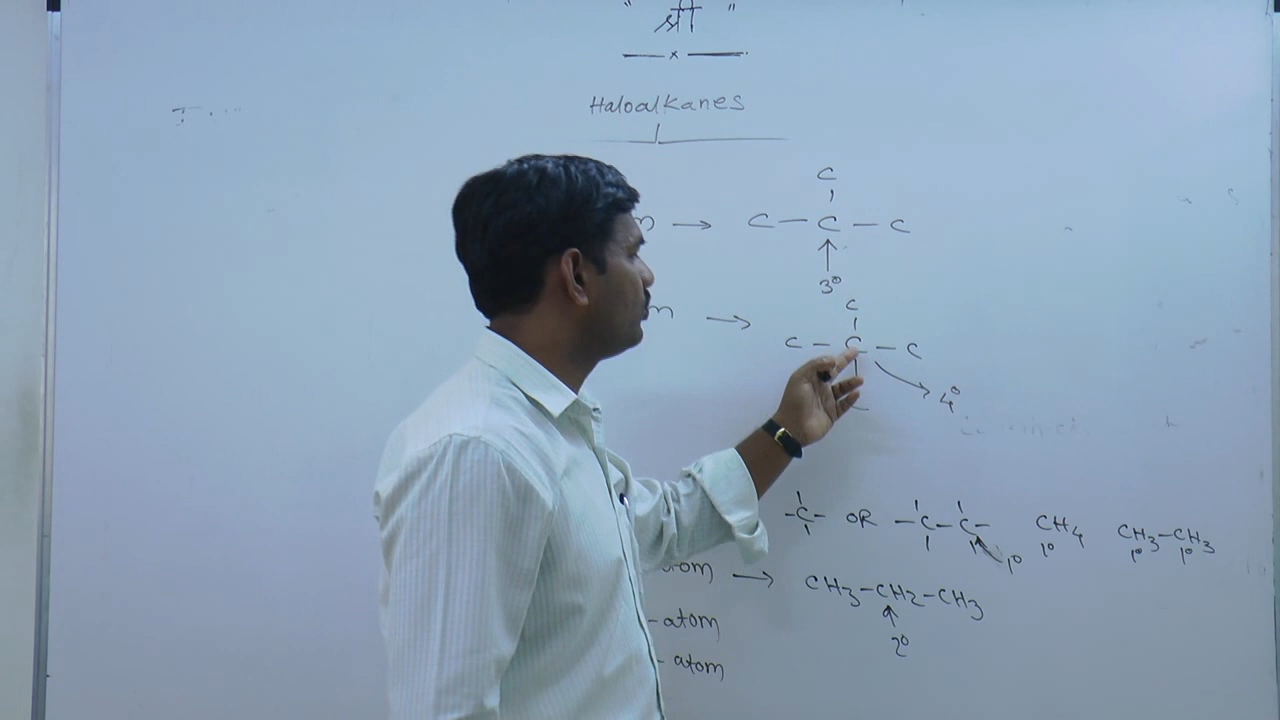 " श्री "
— x —
Haloalkanes
C
C — C — C
3°
C
C — C — C
4°
-C- OR -C-C- CH4 CH3-CH3
1° 1° 1° 1°
atom → CH3-CH2-CH3
2°
-atom
- atom